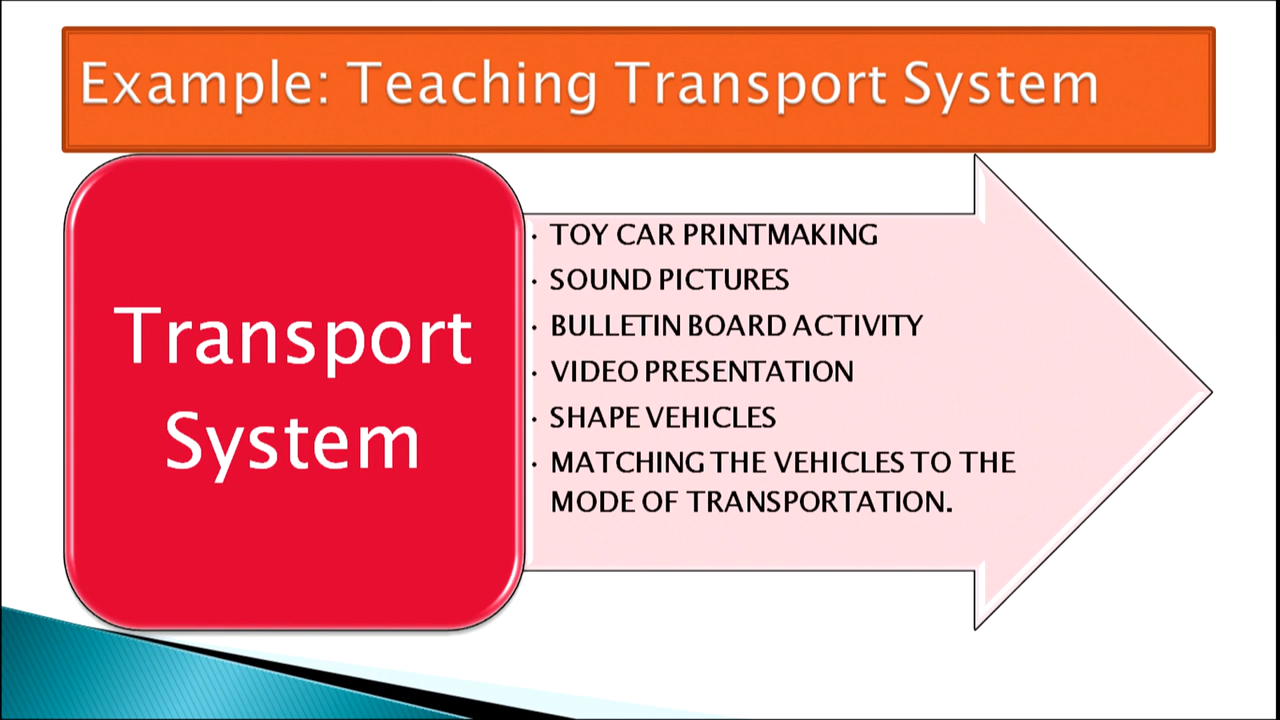 Example: Teaching Transport System
Transport
System
· TOY CAR PRINTMAKING
· SOUND PICTURES
· BULLETIN BOARD ACTIVITY
· VIDEO PRESENTATION
· SHAPE VEHICLES
· MATCHING THE VEHICLES TO THE
MODE OF TRANSPORTATION.